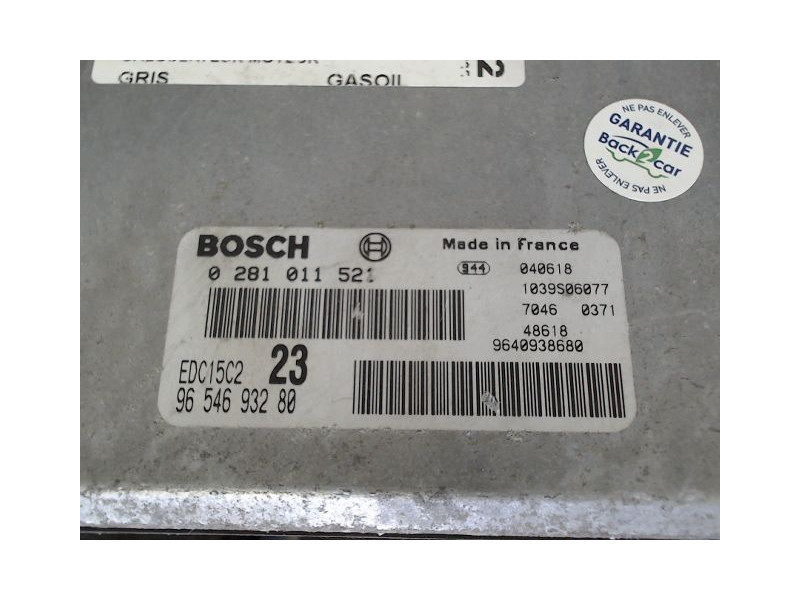 GRIS GASOIL
NE PAS ENLEVER
GARANTIE
Back2car
NE PAS ENLEVER
BOSCH Made in France
0 281 011 521
944 040618
1039S06077
7046 0371
48618
9640938680
EDC15C2 23
96 546 932 80